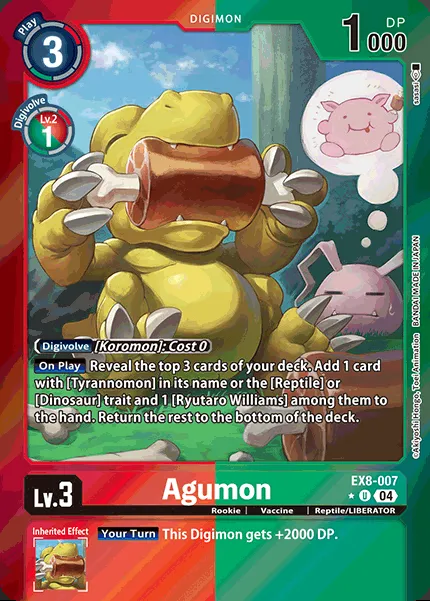 DIGIMON
Play
3
1000
DP
Digivolve
Lv.2
1
sasasi
[Digivolve] [Koromon]: Cost 0
[On Play] Reveal the top 3 cards of your deck. Add 1 card
with [Tyrannomon] in its name or the [Reptile] or
[Dinosaur] trait and 1 [Ryutaro Williams] among them to
the hand. Return the rest to the bottom of the deck.
©Akiyoshi Hongo, Toei Animation BANDAI MADE IN JAPAN
Lv.3
Agumon
EX8-007
U 04
Rookie | Vaccine | Reptile/LIBERATOR
Inherited Effect
[Your Turn] This Digimon gets +2000 DP.